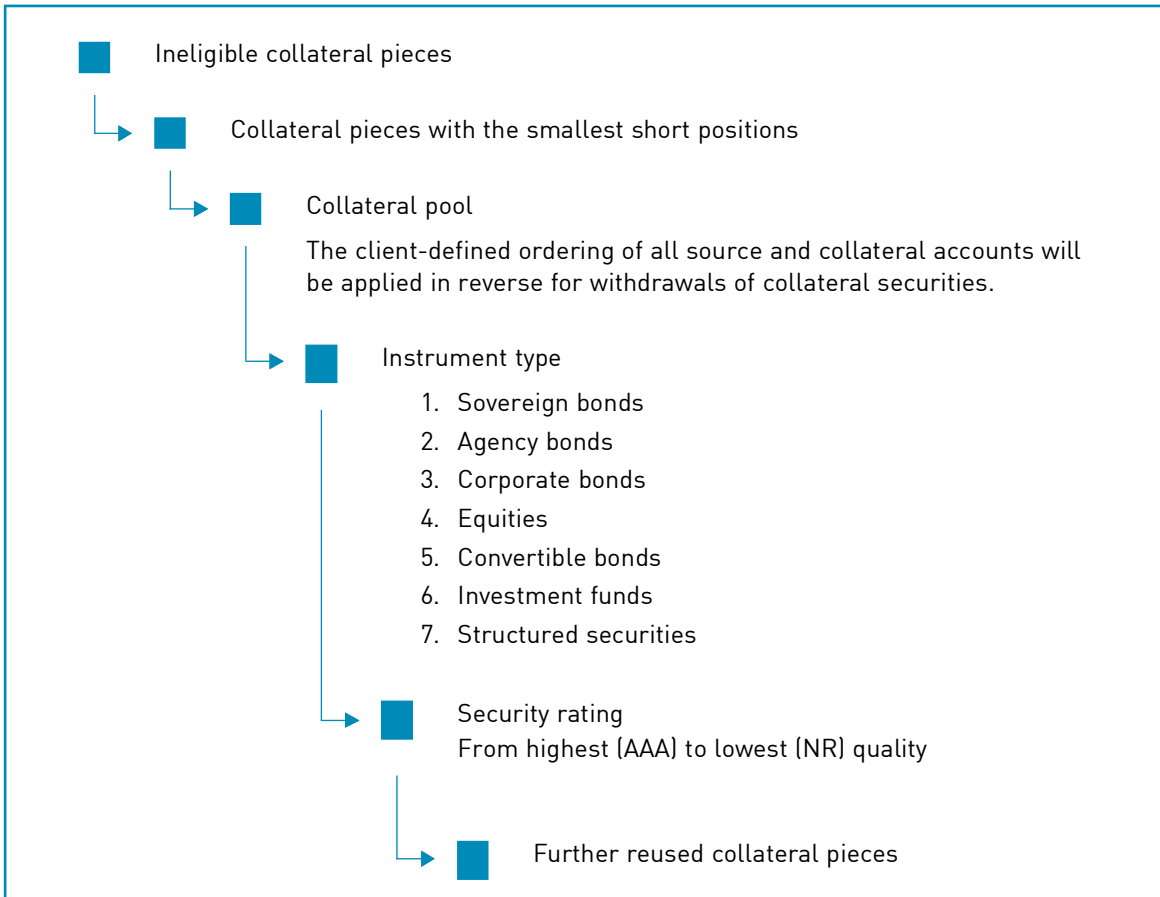 Ineligible collateral pieces
Collateral pieces with the smallest short positions
Collateral pool
The client-defined ordering of all source and collateral accounts will
be applied in reverse for withdrawals of collateral securities.
Instrument type
1. Sovereign bonds
2. Agency bonds
3. Corporate bonds
4. Equities
5. Convertible bonds
6. Investment funds
7. Structured securities
Security rating
From highest (AAA) to lowest (NR) quality
Further reused collateral pieces